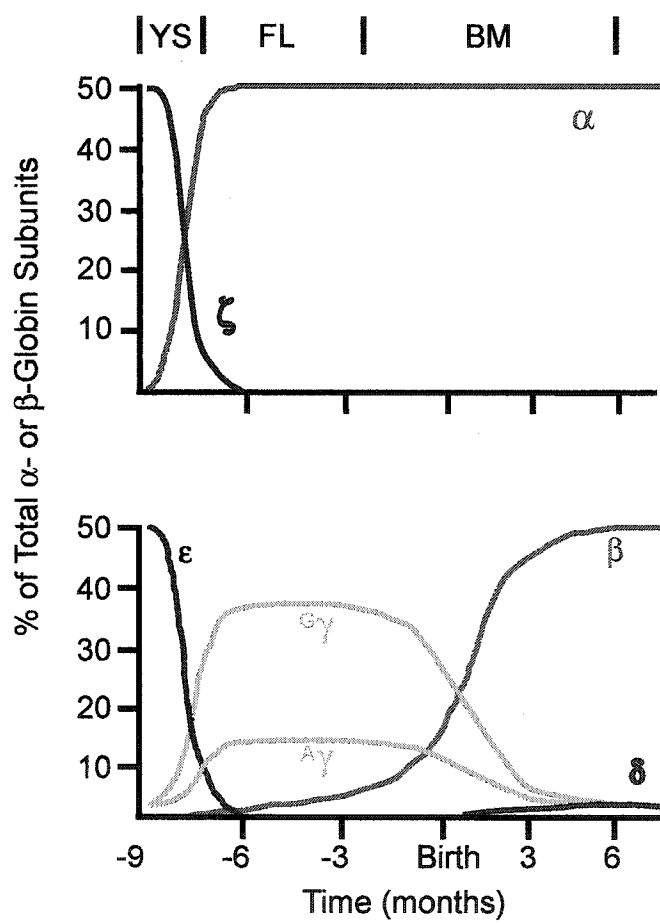 YS FL BM
50
40
30
20
10
α
ζ
% of Total α- or β-Globin Subunits
50
40
30
20
10
ε
Gγ
Aγ
β
δ
-9 -6 -3 Birth 3 6
Time (months)